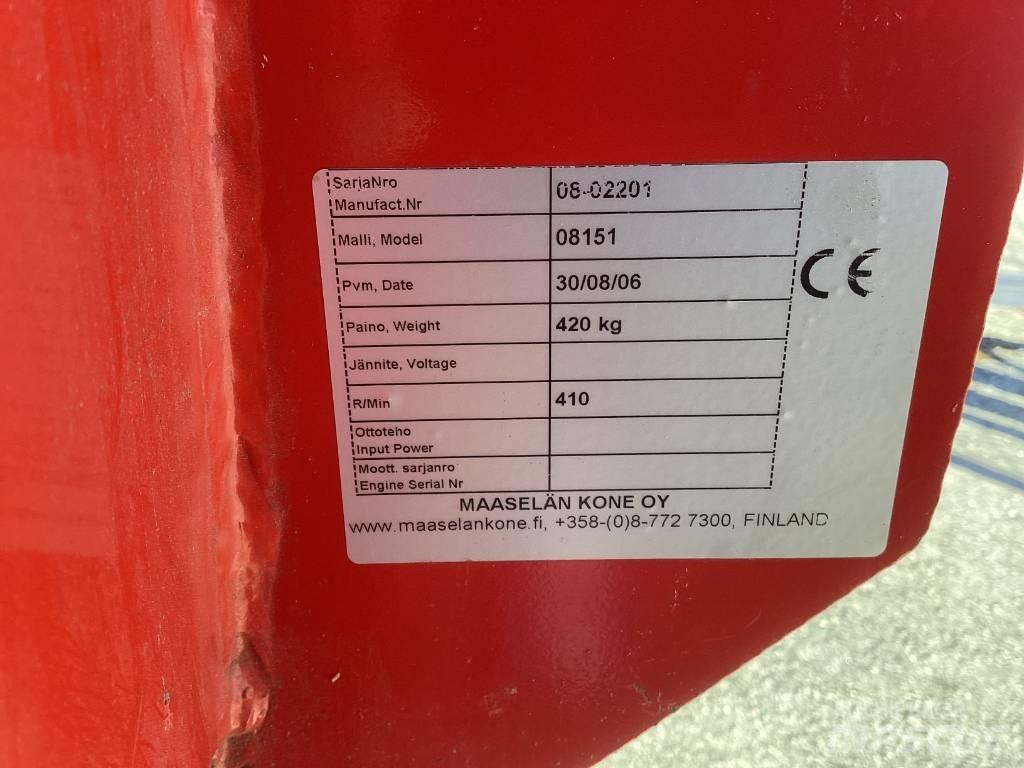 SarjaNro
Manufact.Nr
08-02201
Malli, Model
08151
Pvm, Date
30/08/06
Paino, Weight
420 kg
Jännite, Voltage
R/Min
410
Ottoteho
Input Power
Moott. sarjanro
Engine Serial Nr
CE
MAASELÄN KONE OY
www.maaselankone.fi, +358-(0)8-772 7300, FINLAND